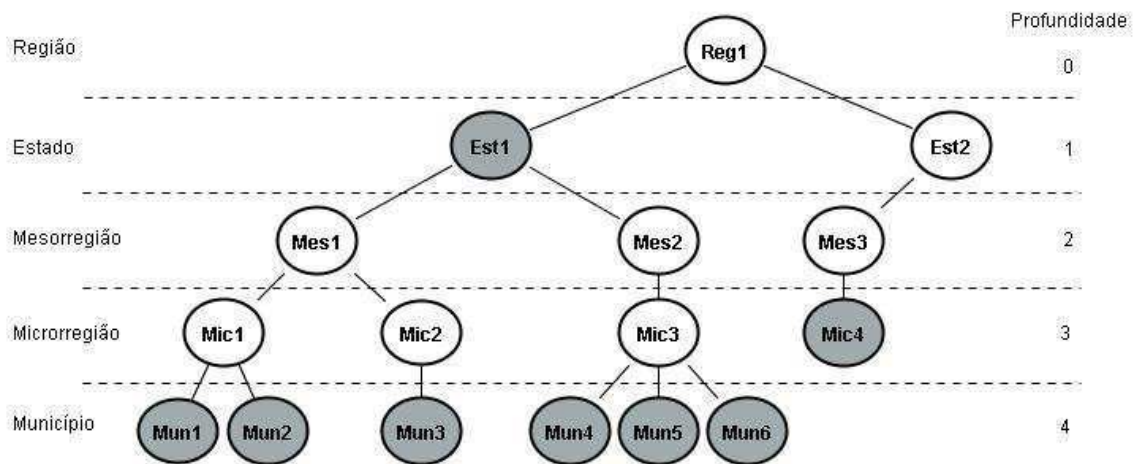 Profundidade
Região Reg1 0
Estado Est1 Est2 1
Mesorregião Mes1 Mes2 Mes3 2
Microrregião Mic1 Mic2 Mic3 Mic4 3
Município Mun1 Mun2 Mun3 Mun4 Mun5 Mun6 4